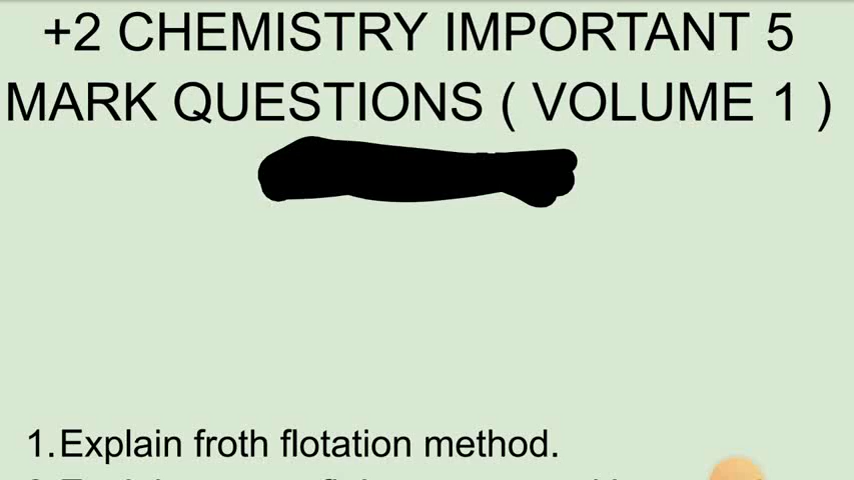 +2 CHEMISTRY IMPORTANT 5
MARK QUESTIONS ( VOLUME 1 )
1.Explain froth flotation method.